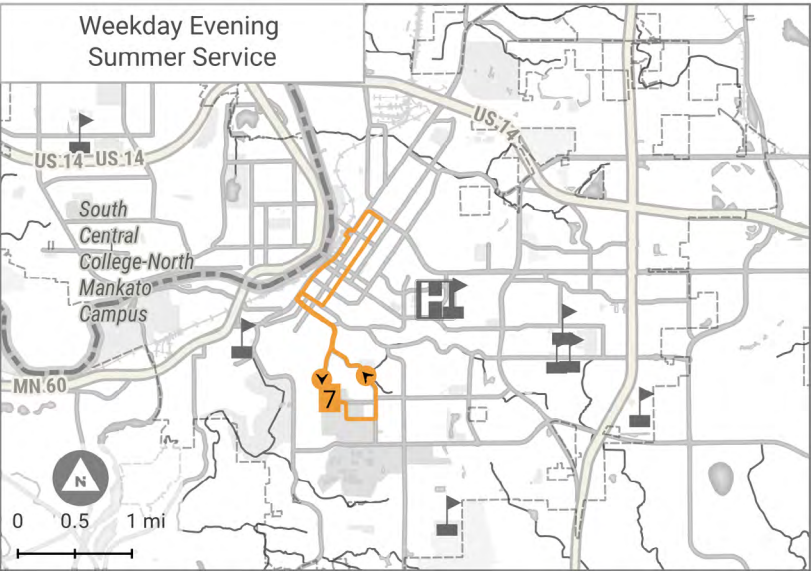 Weekday Evening
Summer Service
US 14
US 14 US 14
South
Central
College-North
Mankato
Campus
H
MN 60
7
N
0 0.5 1 mi